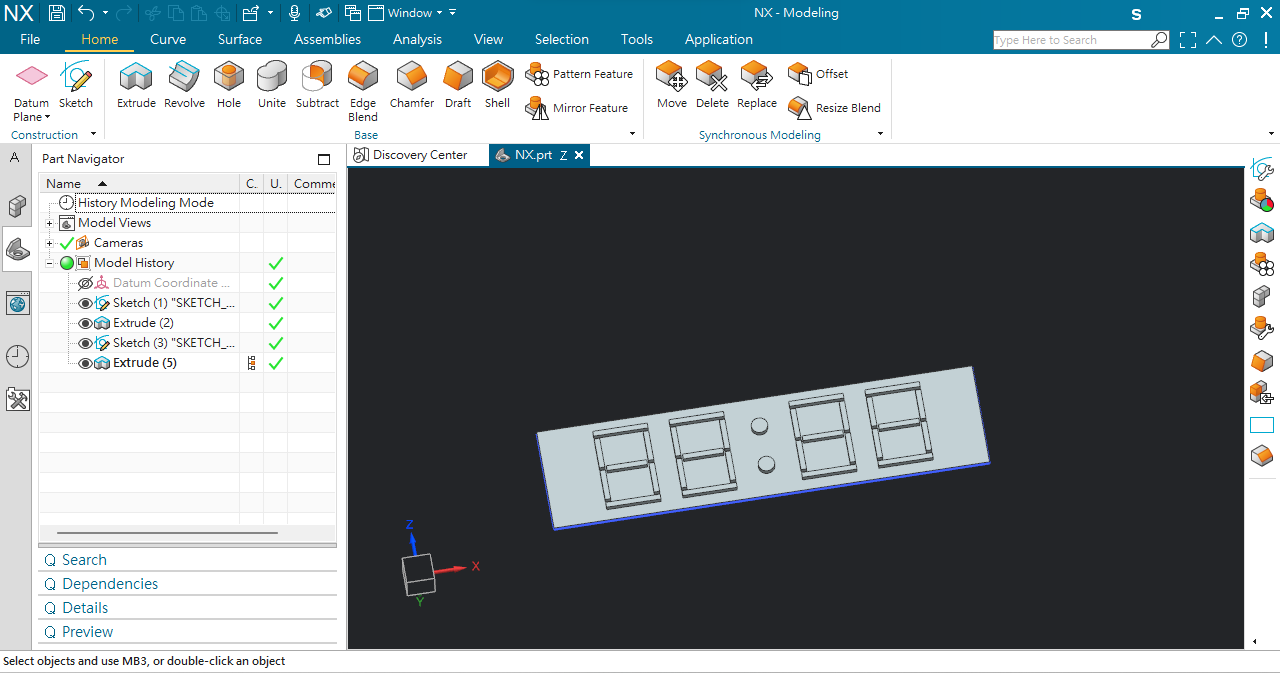 NX Window NX - Modeling S
File Home Curve Surface Assemblies Analysis View Selection Tools Application Type Here to Search
Datum Plane Sketch Extrude Revolve Hole Unite Subtract Edge Blend Chamfer Draft Shell Pattern Feature Mirror Feature Move Delete Replace Offset Resize Blend
Construction Base Synchronous Modeling
A Part Navigator Discovery Center NX.prt
Name C. U. Comme
History Modeling Mode
Model Views
Cameras
Model History
Datum Coordinate ...
Sketch (1) "SKETCH_...
Extrude (2)
Sketch (3) "SKETCH_...
Extrude (5)
Z
X
Y
Search
Dependencies
Details
Preview
Select objects and use MB3, or double-click an object